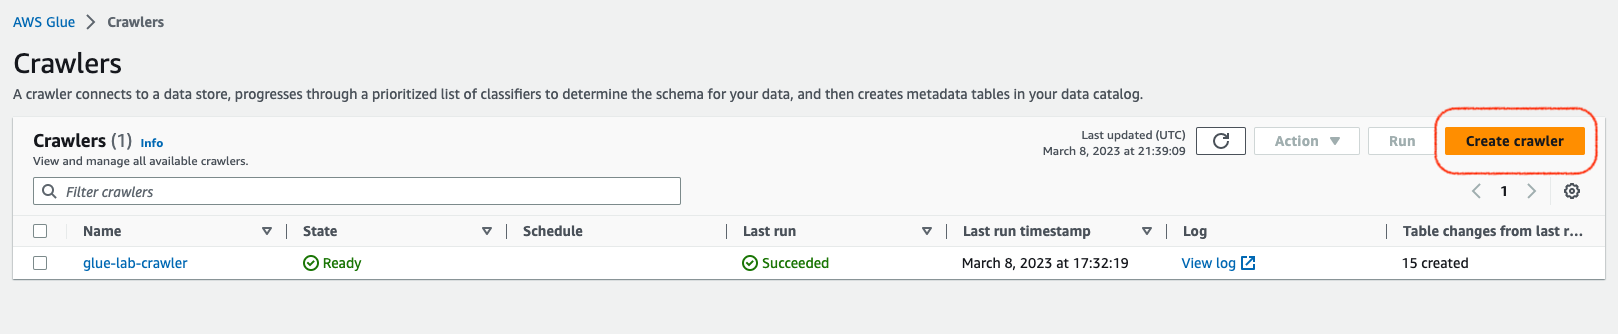 AWS Glue > Crawlers
Crawlers
A crawler connects to a data store, progresses through a prioritized list of classifiers to determine the schema for your data, and then creates metadata tables in your data catalog.
Crawlers (1) Info
View and manage all available crawlers.
Last updated (UTC)
March 8, 2023 at 21:39:09
Action
Run
Create crawler
Filter crawlers
1
Name State Schedule Last run Last run timestamp Log Table changes from last r...
glue-lab-crawler Ready Succeeded March 8, 2023 at 17:32:19 View log 15 created